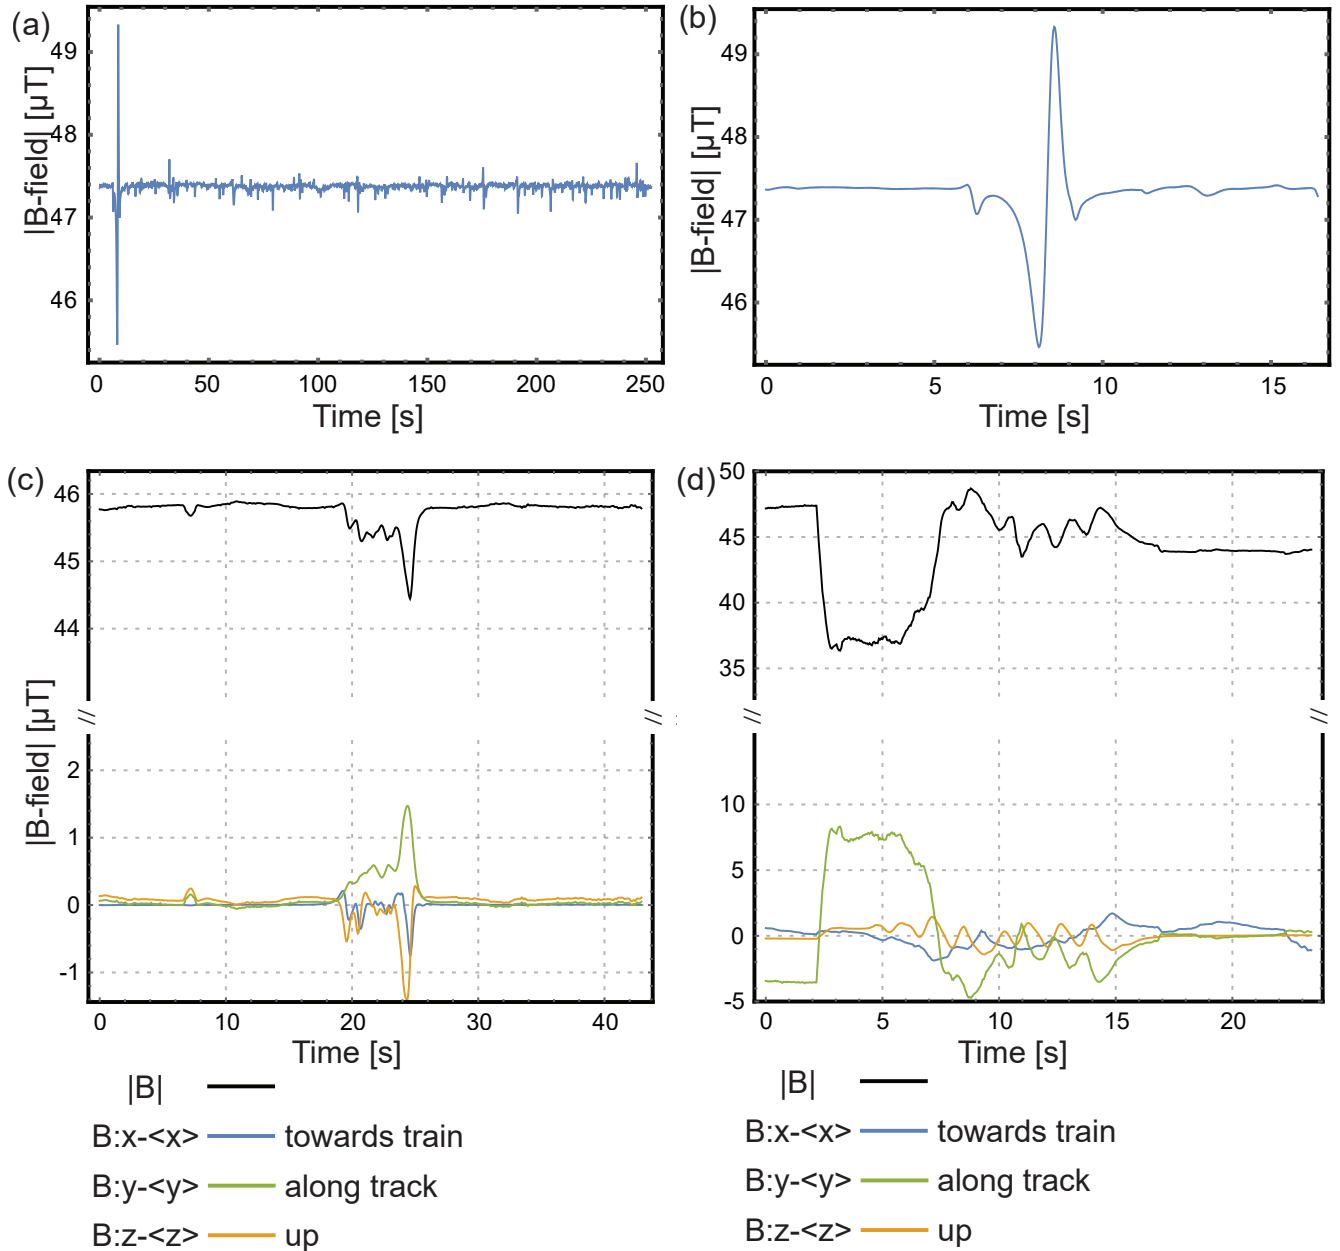 (a)
|B-field| [µT]
49
48
47
46
0 50 100 150 200 250
Time [s]
(b)
|B-field| [µT]
49
48
47
46
0 5 10 15
Time [s]
(c)
|B-field| [µT]
46
45
44
2
1
0
-1
0 10 20 30 40
Time [s]
|B|
B:x-<x> towards train
B:y-<y> along track
B:z-<z> up
(d)
50
45
40
35
10
5
0
-5
0 5 10 15 20
Time [s]
|B|
B:x-<x> towards train
B:y-<y> along track
B:z-<z> up